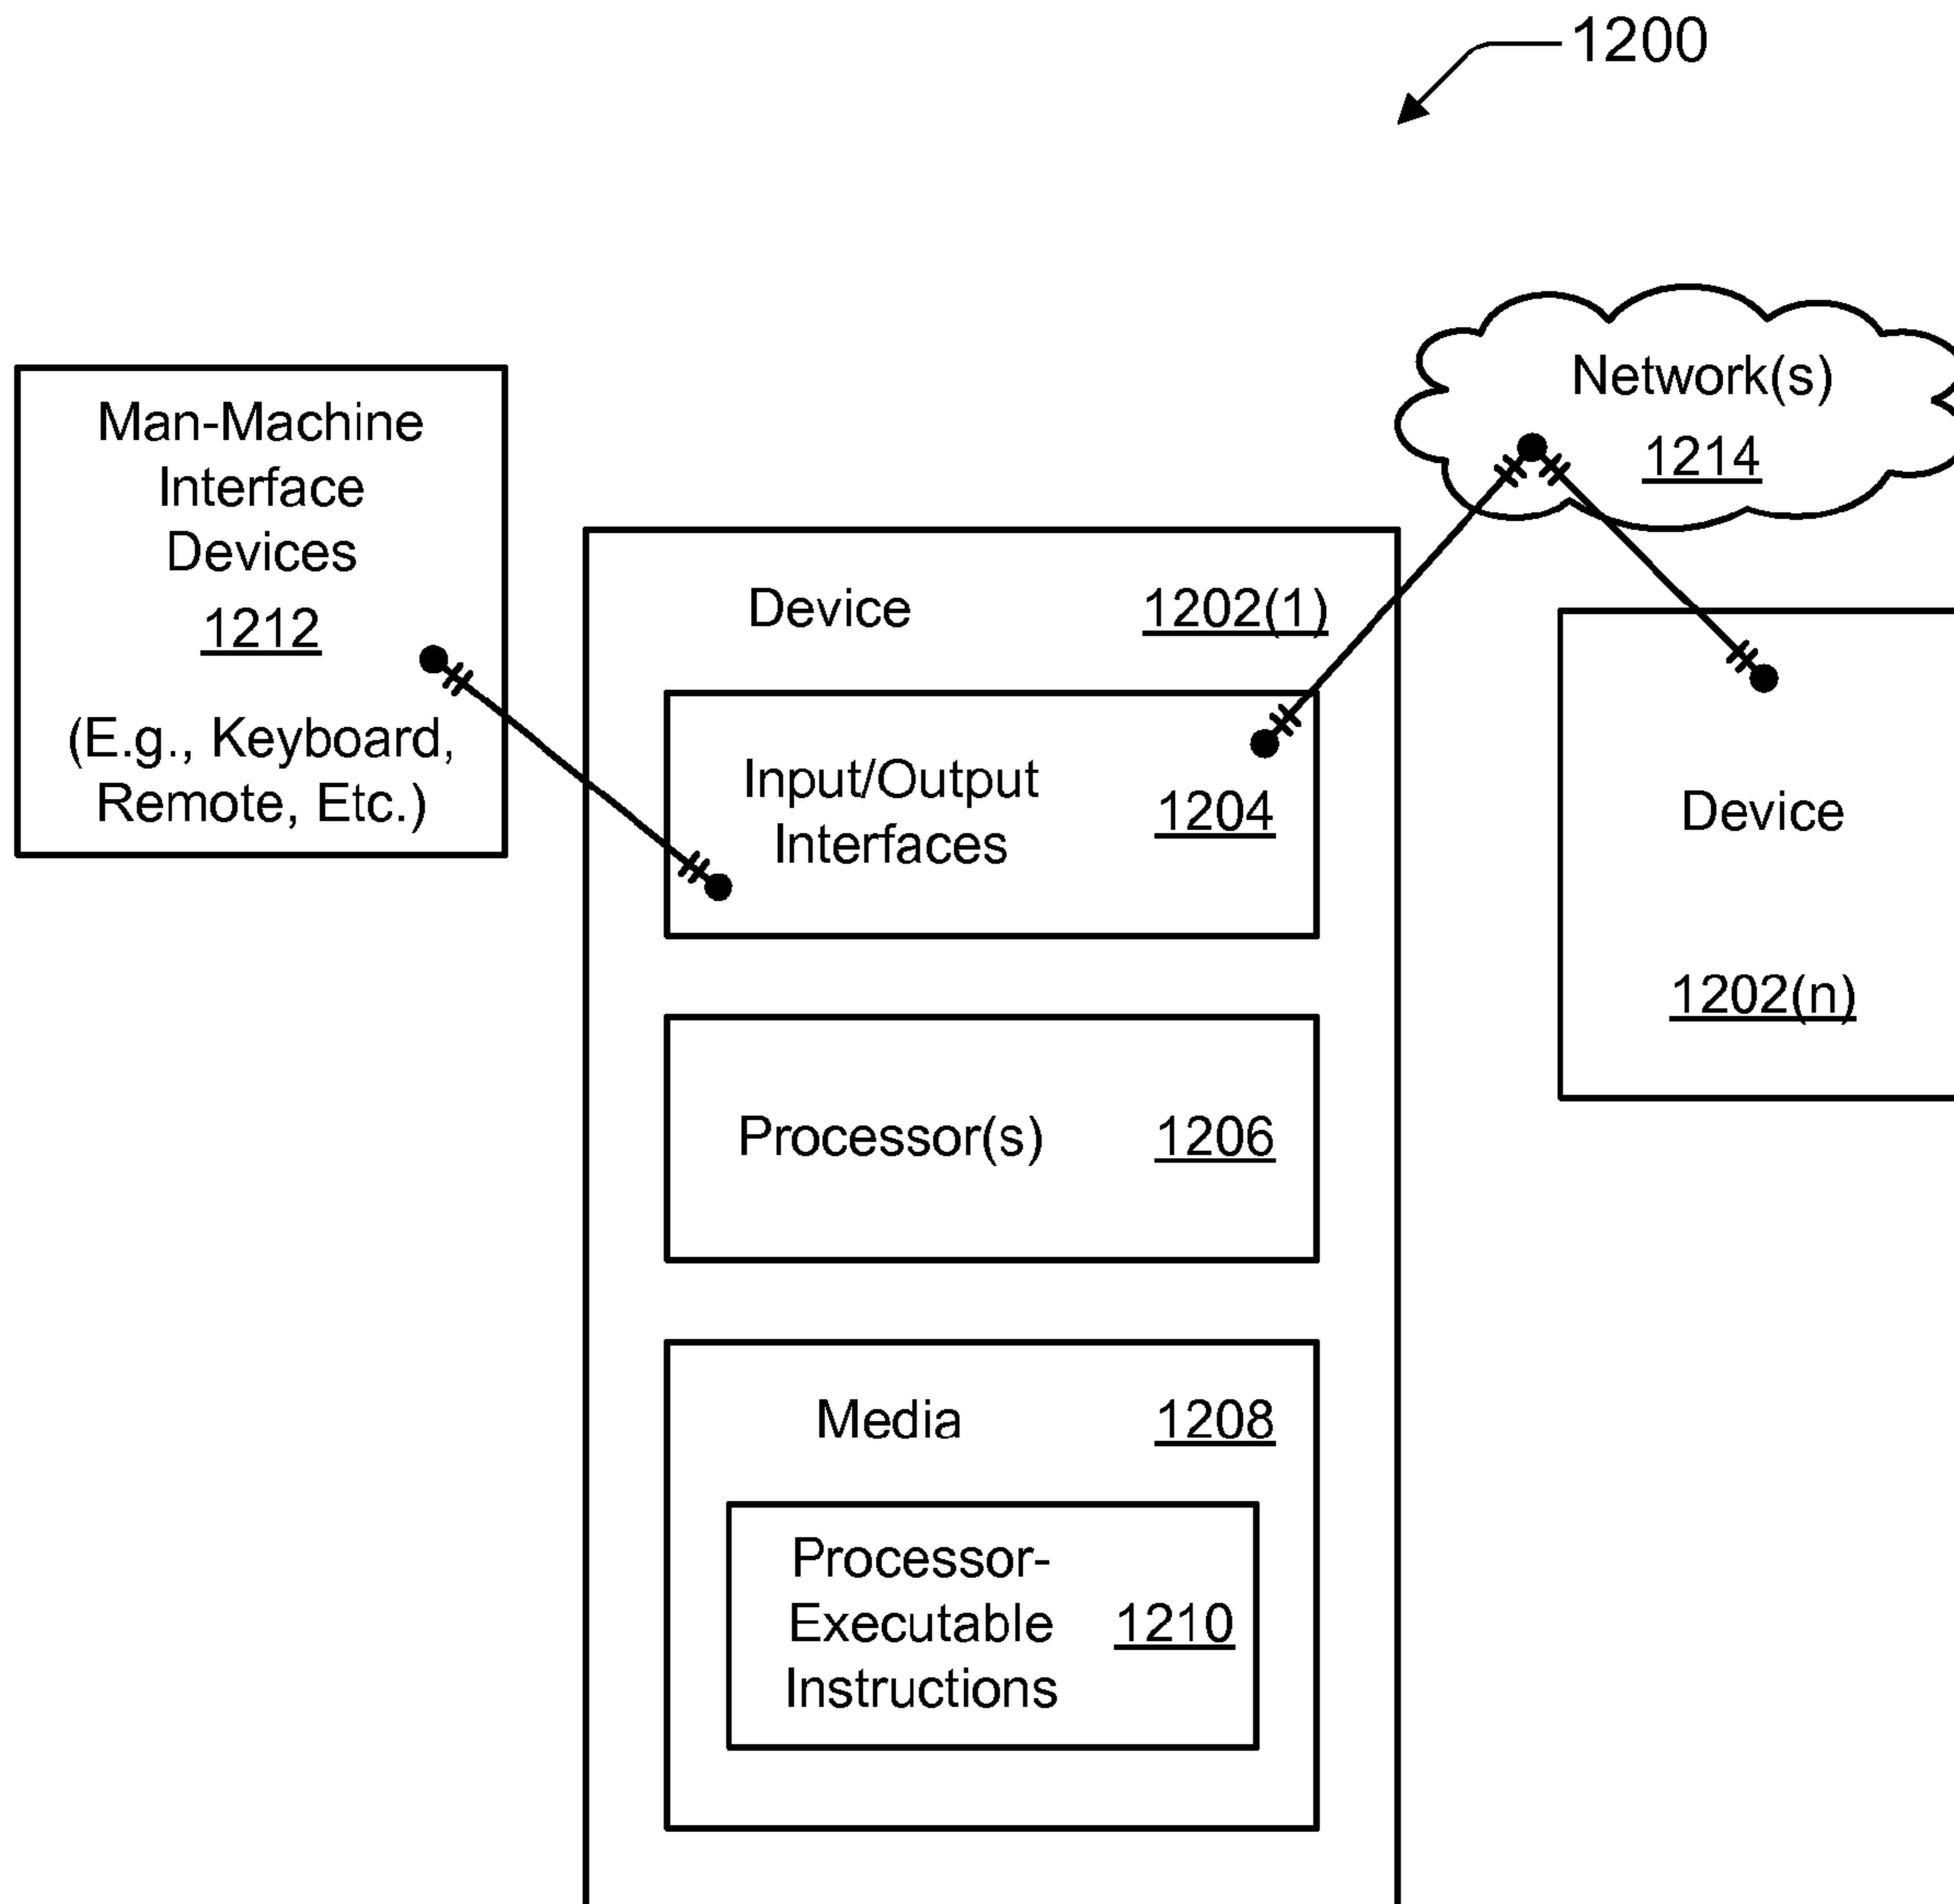 1200
Network(s)
1214
Man-Machine
Interface
Devices
1212
(E.g., Keyboard,
Remote, Etc.)
Device 1202(1)
Input/Output
Interfaces
1204
Processor(s) 1206
Media 1208
Processor-
Executable
Instructions
1210
Device
1202(n)